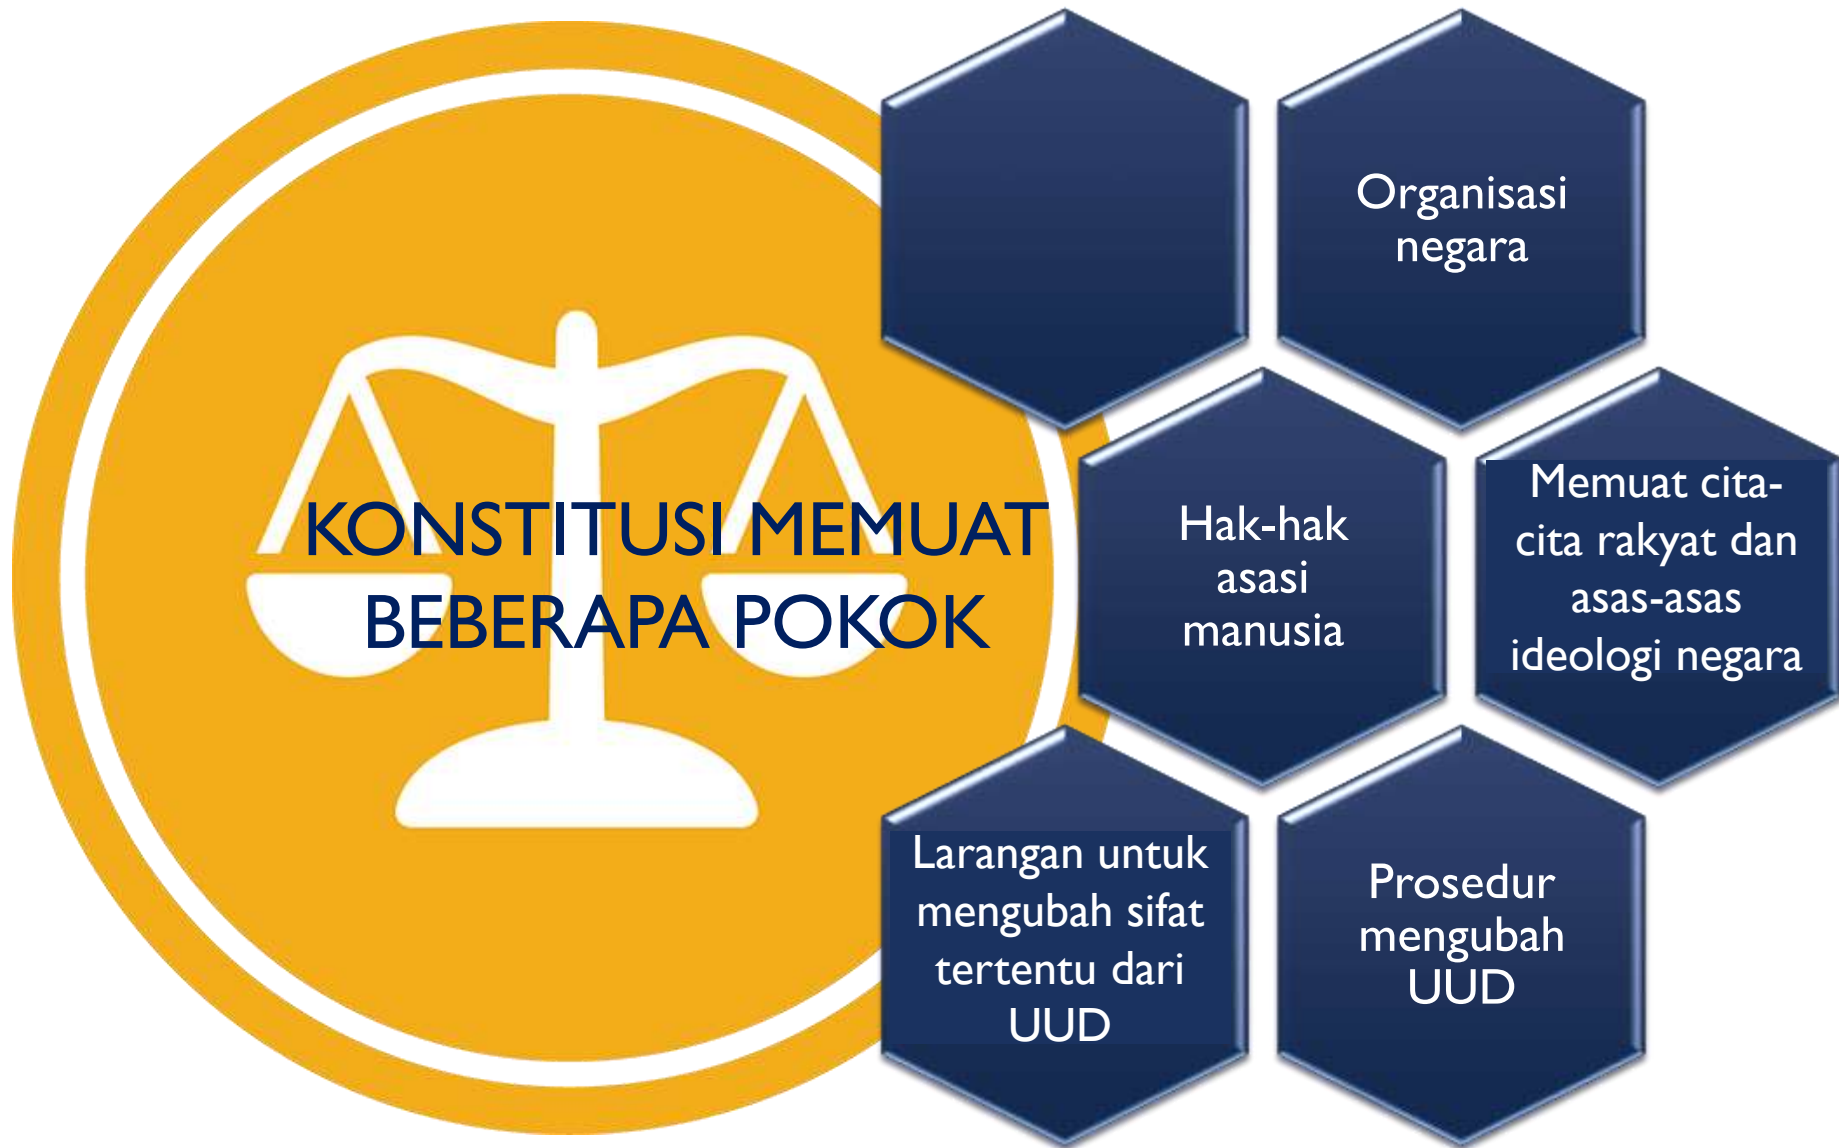 KONSTITUSI MEMUAT
BEBERAPA POKOK
Organisasi
negara
Hak-hak
asasi
manusia
Memuat cita-
cita rakyat dan
asas-asas
ideologi negara
Larangan untuk
mengubah sifat
tertentu dari
UUD
Prosedur
mengubah
UUD